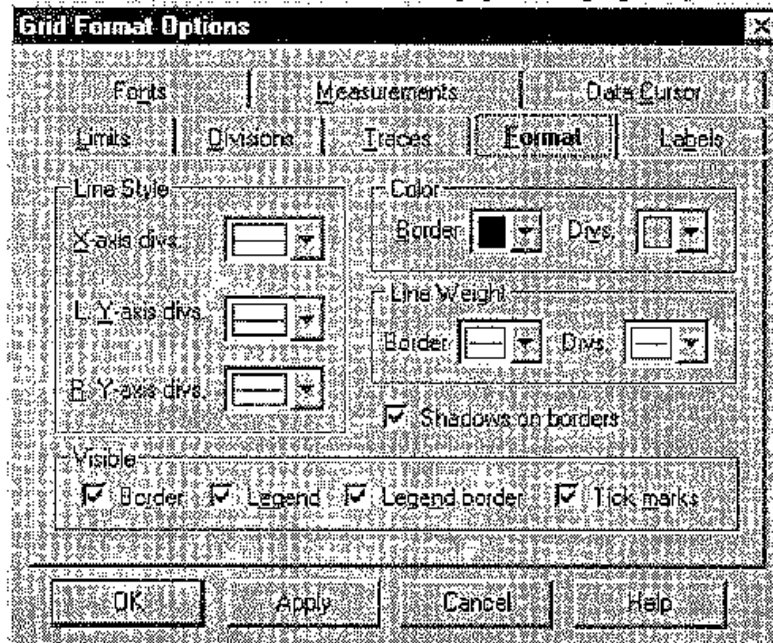 Grid Format Options
Fonts Measurements Data Cursor
Limits Divisions Traces Format Labels
Line Style Color
X-axis divs. Border Divs.
L. Y-axis divs. Line Weight
Border Divs.
R. Y-axis divs.
Shadows on borders
Visible
Border Legend Legend border Tick marks
OK Apply Cancel Help